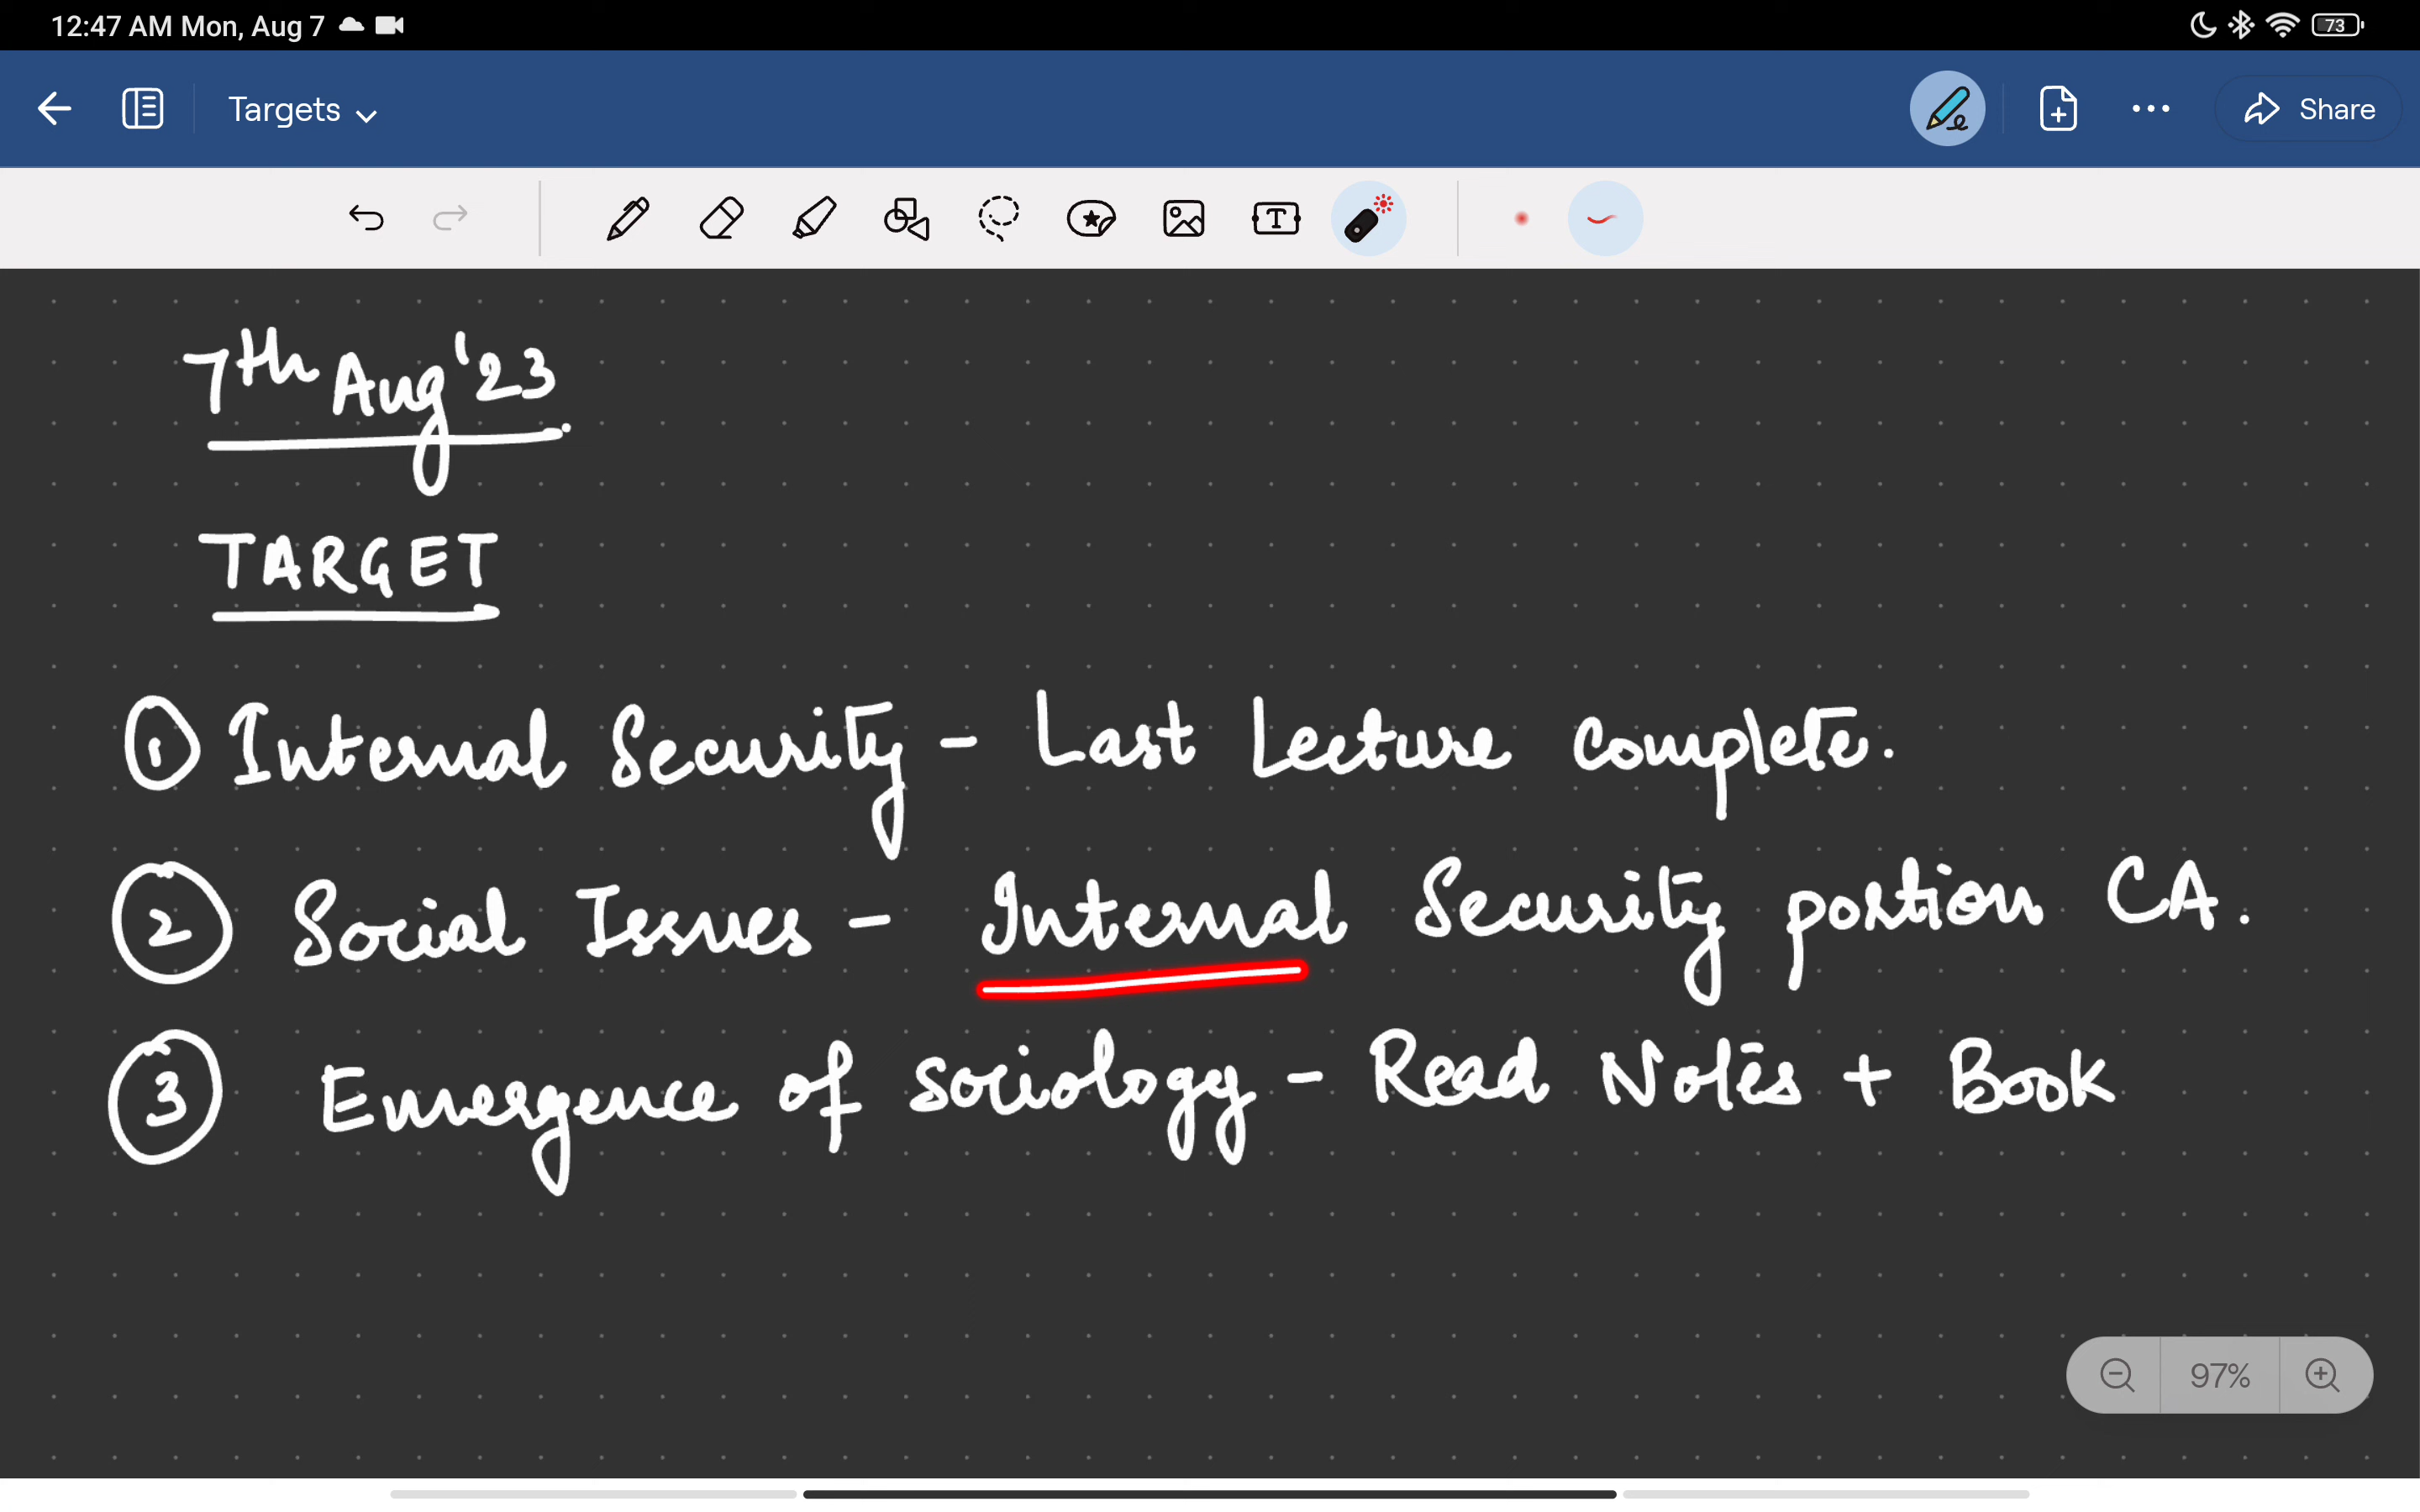 12:47 AM Mon, Aug 7
73
Targets
Share
7th Aug '23.
TARGET
① Internal Security - Last Lecture Complete.
② Social Issues - Internal Security portion CA.
③ Emergence of sociology - Read Notes + Book
97%